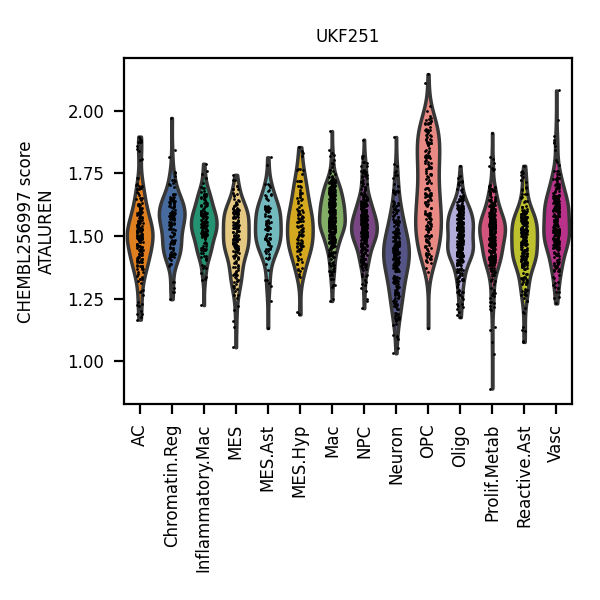 UKF251
CHEMBL256997 score
ATALUREN
2.00
1.75
1.50
1.25
1.00
AC
Chromatin.Reg
Inflammatory.Mac
MES
MES.Ast
MES.Hyp
Mac
NPC
Neuron
OPC
Oligo
Prolif.Metab
Reactive.Ast
Vasc